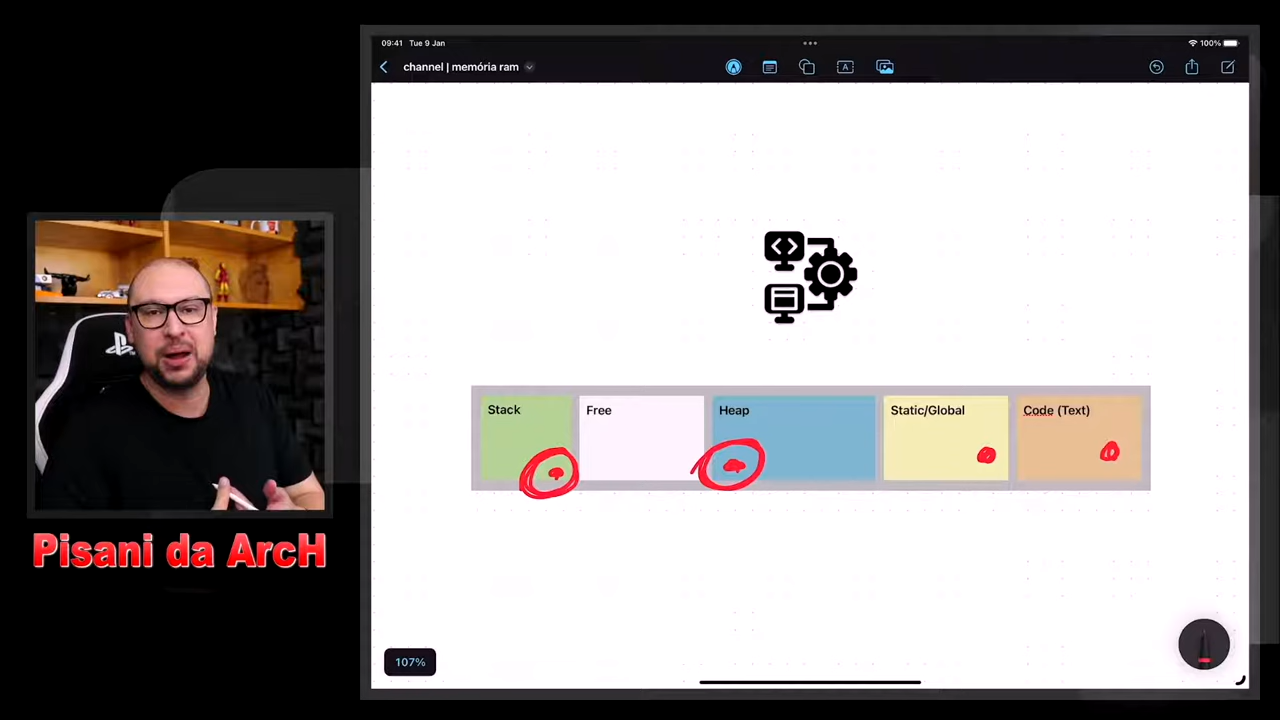 09:41 Tue 9 Jan
100%
channel | memória ram
A
Stack
Free
Heap
Static/Global
Code (Text)
Pisani da ArcH
107%